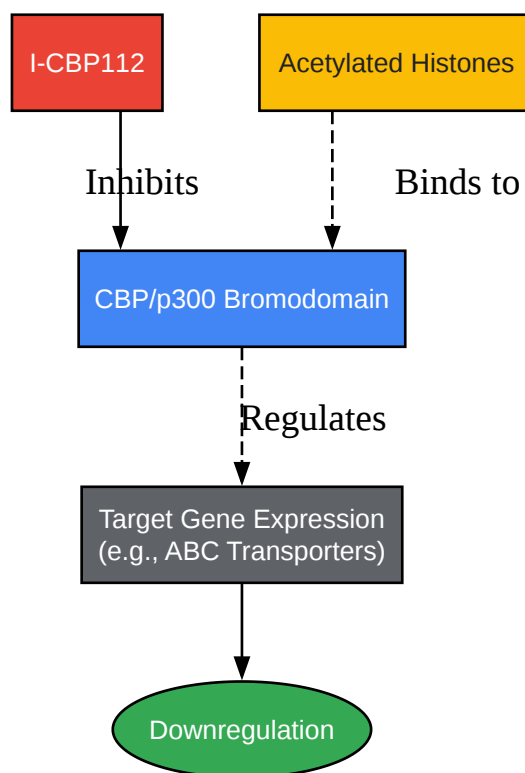 I-CBP112
Acetylated Histones
Inhibits
Binds to
CBP/p300 Bromodomain
Regulates
Target Gene Expression
(e.g., ABC Transporters)
Downregulation